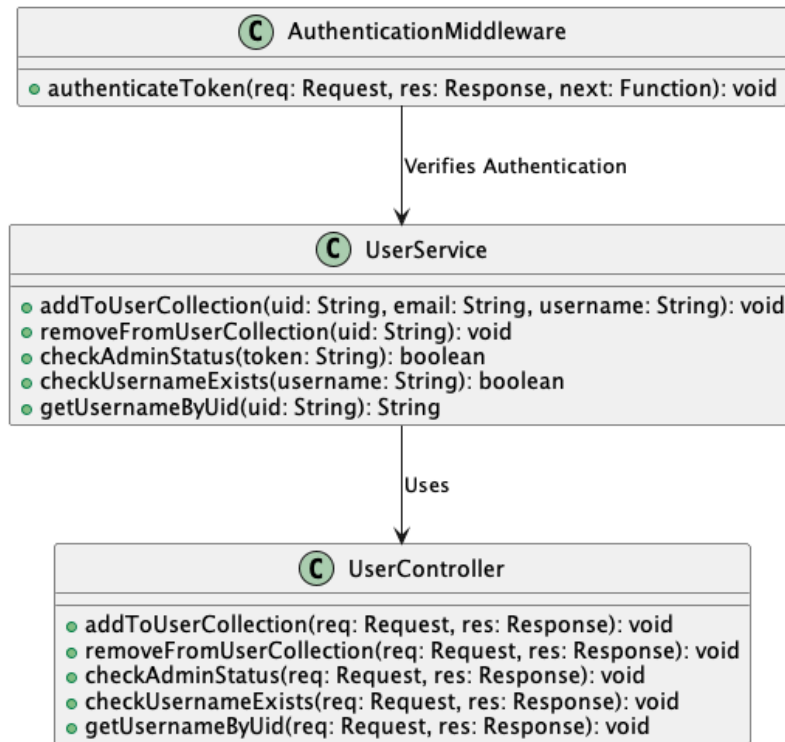 C AuthenticationMiddleware
authenticateToken(req: Request, res: Response, next: Function): void
Verifies Authentication
C UserService
addToUserCollection(uid: String, email: String, username: String): void
removeFromUserCollection(uid: String): void
checkAdminStatus(token: String): boolean
checkUsernameExists(username: String): boolean
getUsernameByUid(uid: String): String
Uses
C UserController
addToUserCollection(req: Request, res: Response): void
removeFromUserCollection(req: Request, res: Response): void
checkAdminStatus(req: Request, res: Response): void
checkUsernameExists(req: Request, res: Response): void
getUsernameByUid(req: Request, res: Response): void